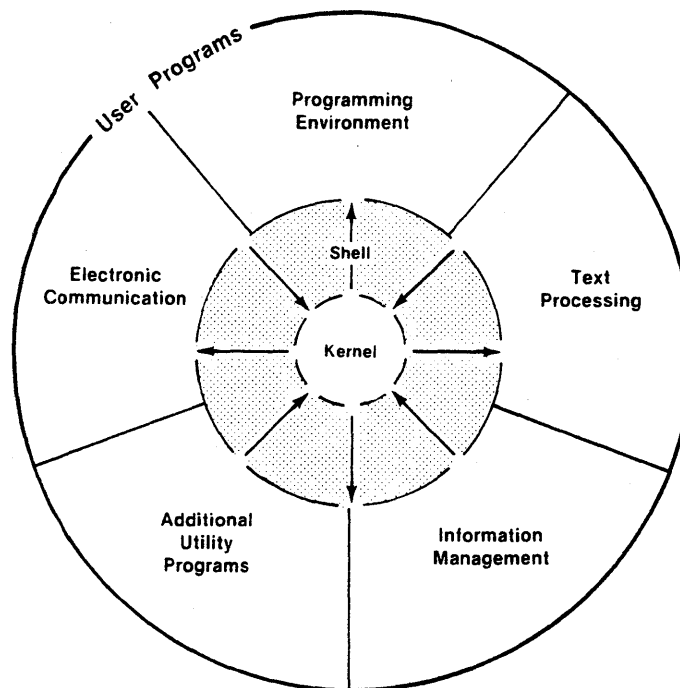 User Programs
Programming
Environment
Shell
Electronic
Communication
Text
Processing
Kernel
Additional
Utility
Programs
Information
Management